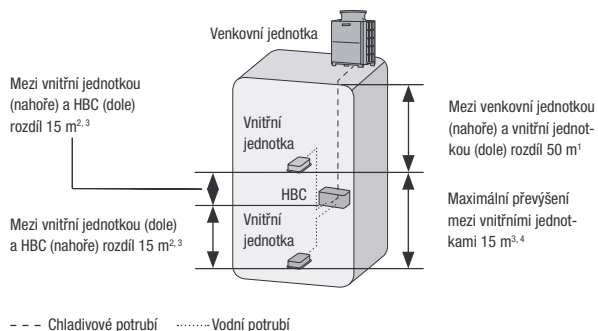 Venkovní jednotka
Mezi vnitřní jednotkou
(nahoře) a HBC (dole)
rozdíl 15 m2, 3
Mezi vnitřní jednotkou (dole)
a HBC (nahoře) rozdíl 15 m2, 3
Vnitřní
jednotka
HBC
Vnitřní
jednotka
Mezi venkovní jednotkou
(nahoře) a vnitřní jednot-
kou (dole) rozdíl 50 m1
Maximální převýšení
mezi vnitřními jednot-
kami 15 m3, 4
– – – Chladivové potrubí ········ Vodní potrubí